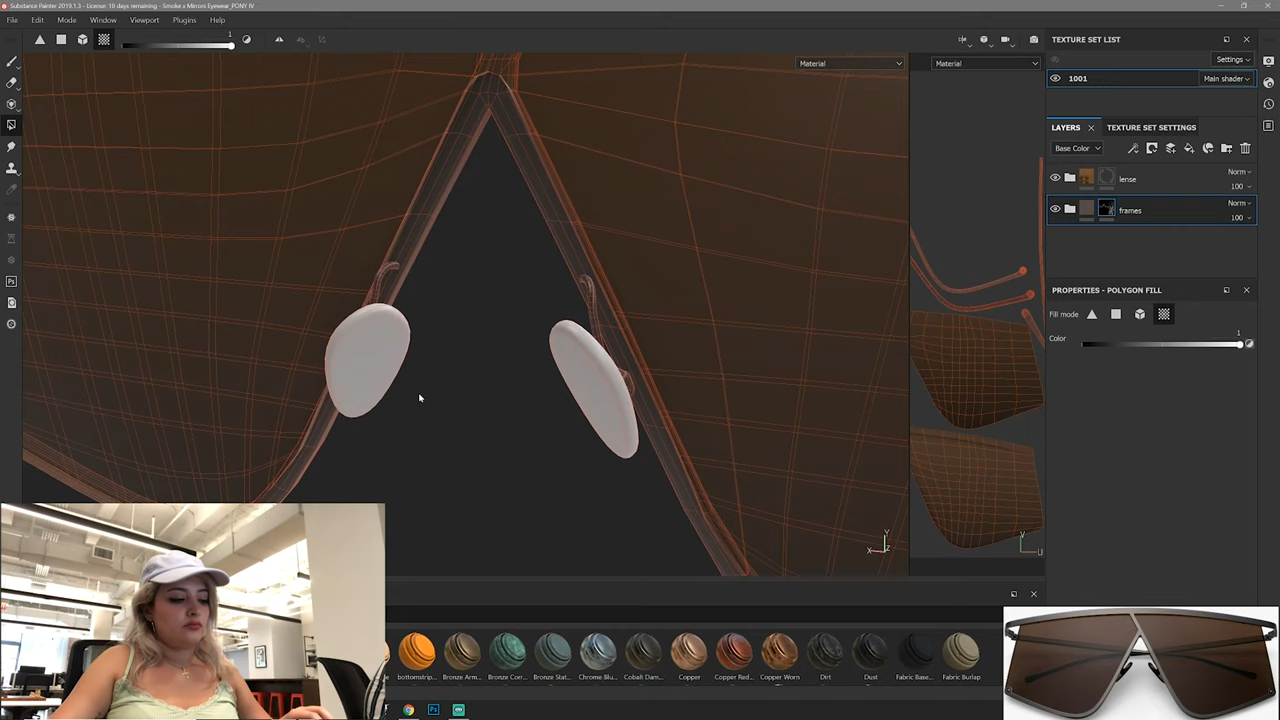 Substance Painter 2019.1.3 - License: 18 days remaining - Smoke x Mirrors Eyewear_PONY IV
File Edit Mode Window Viewport Plugins Help
1
Material
Material
TEXTURE SET LIST
Settings
1001
Main shader
LAYERS
TEXTURE SET SETTINGS
Base Color
lense
Norm
100
frames
Norm
100
PROPERTIES - POLYGON FILL
Fill mode
Color
1
Y
X
Z
V
U
bottomstrip... Bronze Arm... Bronze Corr... Bronze Stat... Chrome Blu... Cobalt Dam... Copper Copper Red... Copper Worn Dirt Dust Fabric Base... Fabric Burlap
Ps